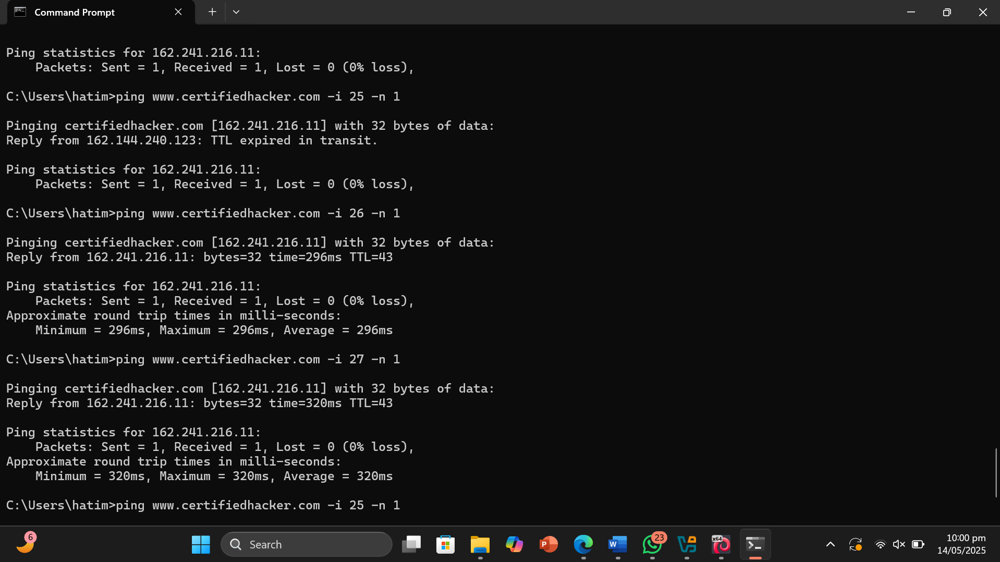 Command Prompt
Ping statistics for 162.241.216.11:
    Packets: Sent = 1, Received = 1, Lost = 0 (0% loss),
C:\Users\hatim>ping www.certifiedhacker.com -i 25 -n 1
Pinging certifiedhacker.com [162.241.216.11] with 32 bytes of data:
Reply from 162.144.240.123: TTL expired in transit.
Ping statistics for 162.241.216.11:
    Packets: Sent = 1, Received = 1, Lost = 0 (0% loss),
C:\Users\hatim>ping www.certifiedhacker.com -i 26 -n 1
Pinging certifiedhacker.com [162.241.216.11] with 32 bytes of data:
Reply from 162.241.216.11: bytes=32 time=296ms TTL=43
Ping statistics for 162.241.216.11:
    Packets: Sent = 1, Received = 1, Lost = 0 (0% loss),
Approximate round trip times in milli-seconds:
    Minimum = 296ms, Maximum = 296ms, Average = 296ms
C:\Users\hatim>ping www.certifiedhacker.com -i 27 -n 1
Pinging certifiedhacker.com [162.241.216.11] with 32 bytes of data:
Reply from 162.241.216.11: bytes=32 time=320ms TTL=43
Ping statistics for 162.241.216.11:
    Packets: Sent = 1, Received = 1, Lost = 0 (0% loss),
Approximate round trip times in milli-seconds:
    Minimum = 320ms, Maximum = 320ms, Average = 320ms
C:\Users\hatim>ping www.certifiedhacker.com -i 25 -n 1
6
Search
P
W
23
x64
10:00 pm
14/05/2025